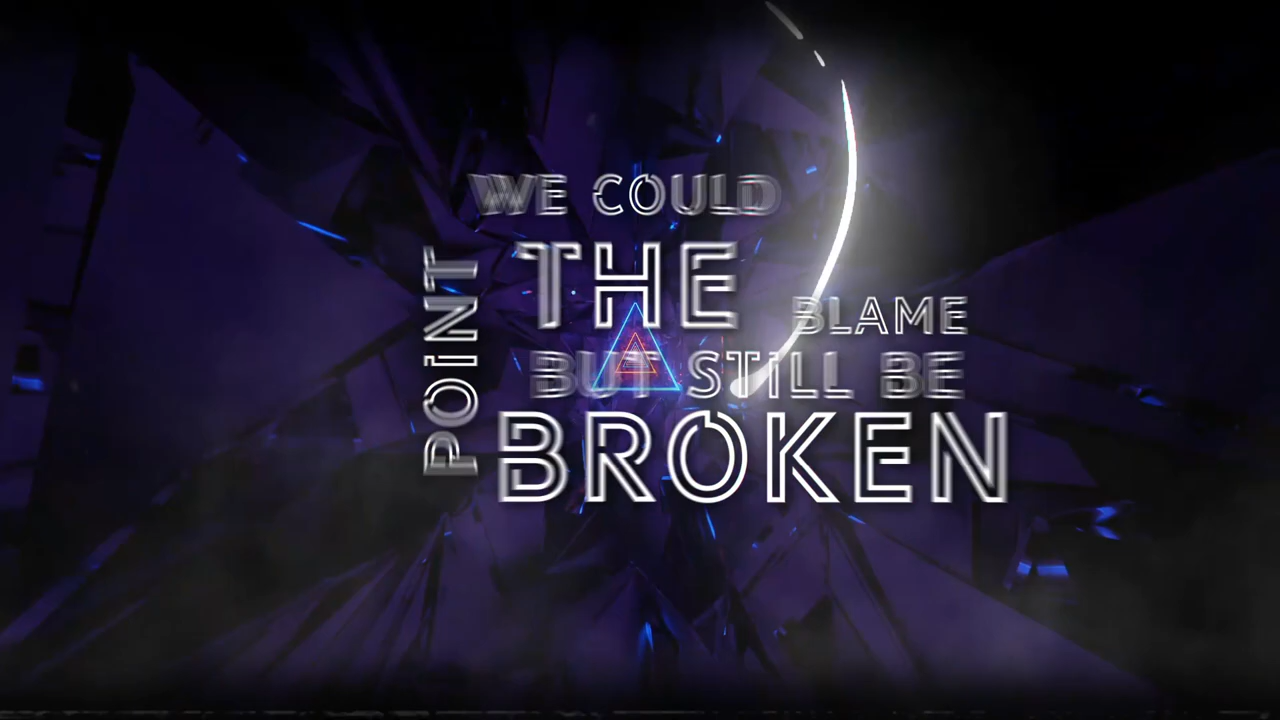 WE COULD
POiNT
THE
BLAME
BUT STiLL BE
BROKEN